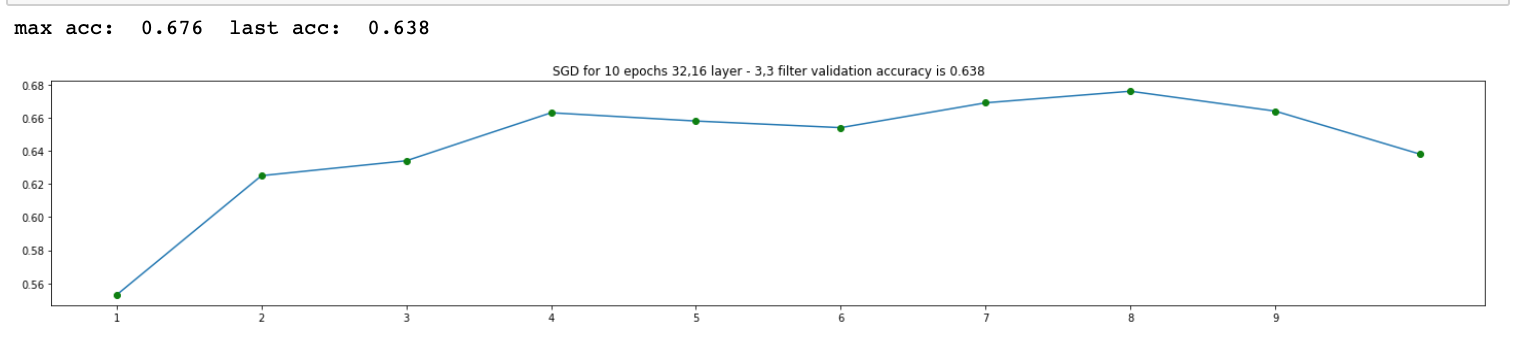 max acc:  0.676  last acc:  0.638
SGD for 10 epochs 32,16 layer - 3,3 filter validation accuracy is 0.638
0.68
0.66
0.64
0.62
0.60
0.58
0.56
1 2 3 4 5 6 7 8 9